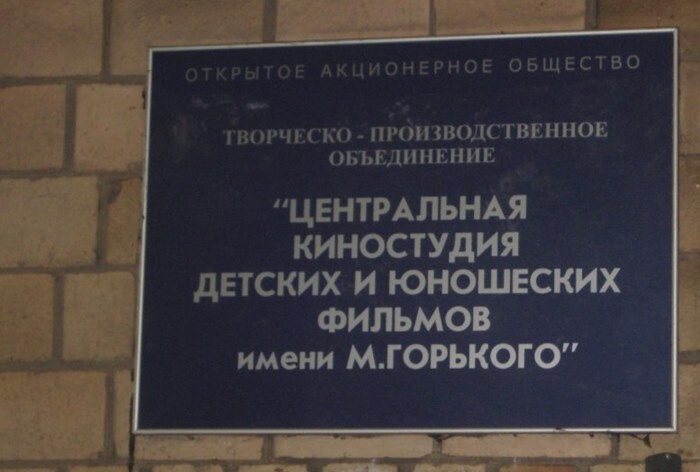 ОТКРЫТОЕ АКЦИОНЕРНОЕ ОБЩЕСТВО
ТВОРЧЕСКО - ПРОИЗВОДСТВЕННОЕ
ОБЪЕДИНЕНИЕ
“ЦЕНТРАЛЬНАЯ
КИНОСТУДИЯ
ДЕТСКИХ И ЮНОШЕСКИХ
ФИЛЬМОВ
имени М.ГОРЬКОГО”